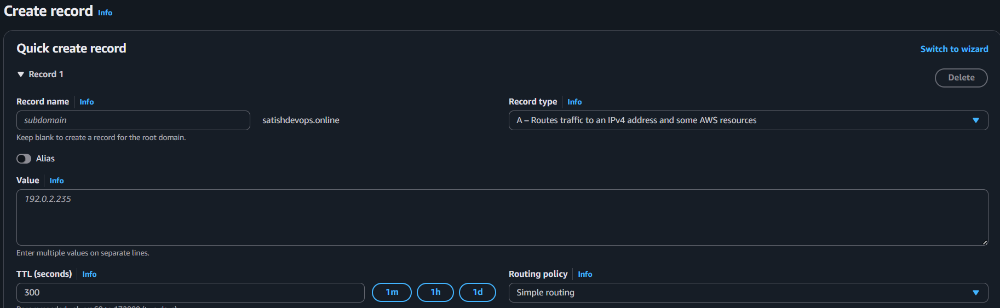 Create record Info
Quick create record
Switch to wizard
Record 1
Delete
Record name Info
Record type Info
subdomain
satishdevops.online
A – Routes traffic to an IPv4 address and some AWS resources
Keep blank to create a record for the root domain.
Alias
Value Info
192.0.2.235
Enter multiple values on separate lines.
TTL (seconds) Info
Routing policy Info
300
1m
1h
1d
Simple routing